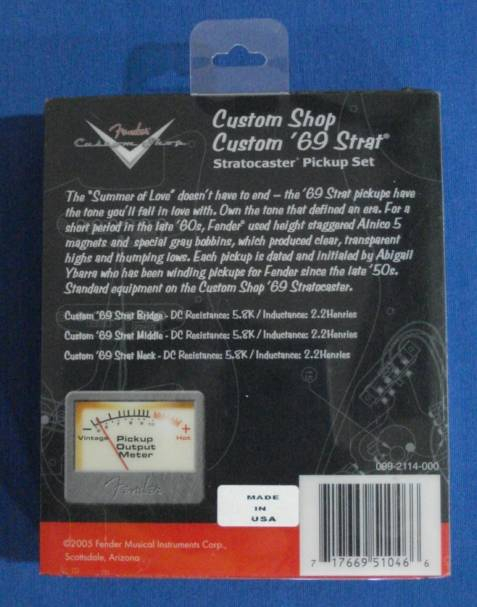 Fender
Custom Shop
Custom Shop
Custom '69 Strat®
Stratocaster® Pickup Set
The "Summer of Love" doesn't have to end – the '69 Strat pickups have
the tone you'll fall in love with. Own the tone that defined an era. For a
short period in the late '60s, Fender® used height staggered Alnico 5
magnets and special gray bobbins, which produced clear, transparent
highs and thumping lows. Each pickup is dated and initialed by Abigail
Ybarra who has been winding pickups for Fender since the late '50s.
Standard equipment on the Custom Shop '69 Stratocaster.
Custom '69 Strat Bridge - DC Resistance: 5.8K / Inductance: 2.2Henries
Custom '69 Strat Middle - DC Resistance: 5.8K / Inductance: 2.2Henries
Custom '69 Strat Neck - DC Resistance: 5.8K / Inductance: 2.2Henries
- +
Vintage Hot
Pickup
Output
Meter
Fender
099-2114-000
MADE
IN
USA
©2005 Fender Musical Instruments Corp.,
Scottsdale, Arizona
7 17669 51046 6